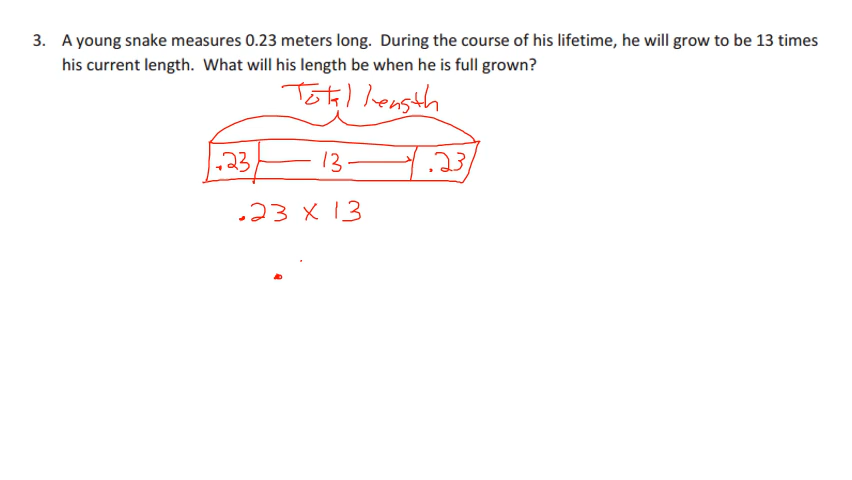 3. A young snake measures 0.23 meters long. During the course of his lifetime, he will grow to be 13 times
his current length. What will his length be when he is full grown?
Total length
.23 13 .23
.23 x 13
.